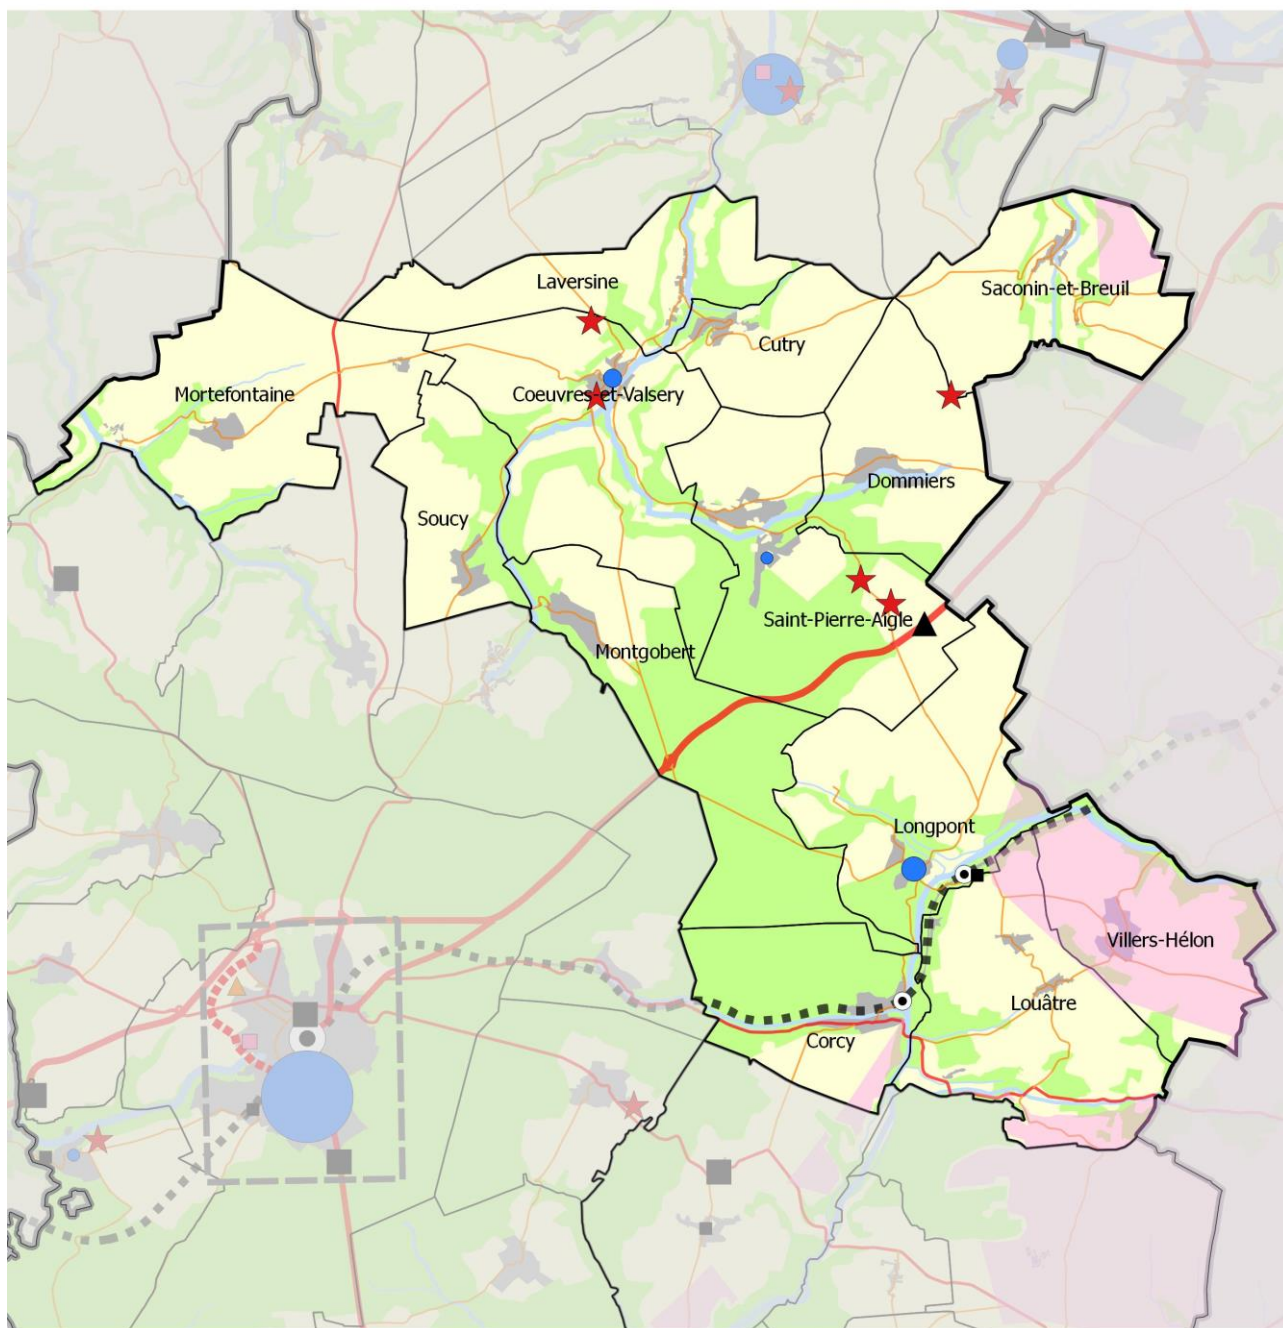 Laversine
Saconin-et-Breuil
Cutry
Mortefontaine
Coeuvres-et-Valsery
Dommiers
Soucy
Saint-Pierre-Aigle
Montgobert
Longpont
Villers-Hélon
Louâtre
Corcy